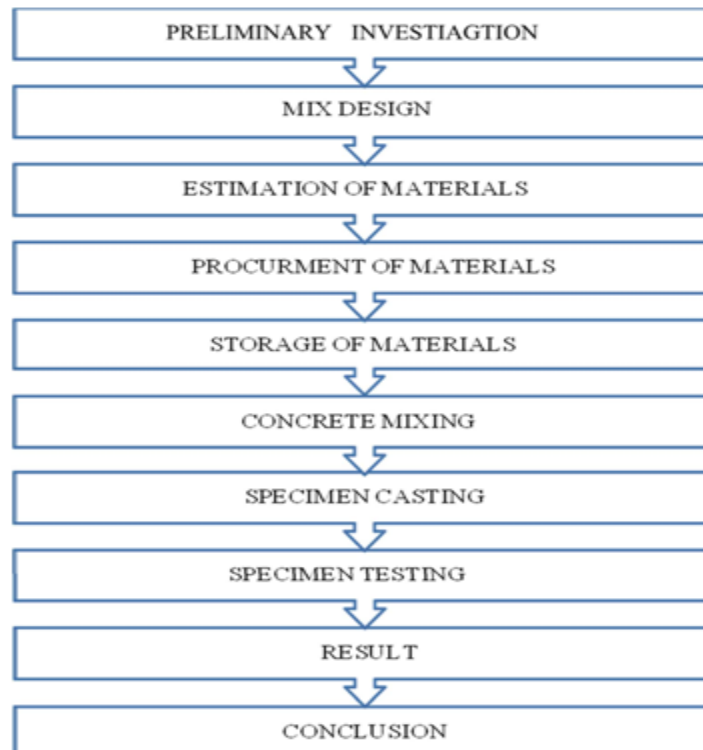 PRELIMINARY INVESTIAGTION
MIX DESIGN
ESTIMATION OF MATERIALS
PROCURMENT OF MATERIALS
STORAGE OF MATERIALS
CONCRETE MIXING
SPECIMEN CASTING
SPECIMEN TESTING
RESULT
CONCLUSION